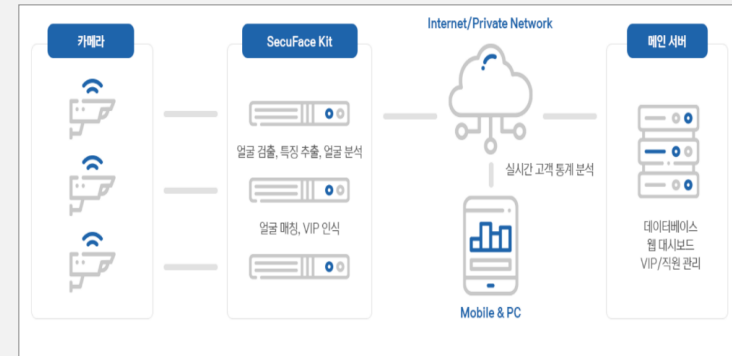 카메라
SecuFace Kit
얼굴 검출, 특징 추출, 얼굴 분석
얼굴 매칭, VIP 인식
Internet/Private Network
실시간 고객 통계 분석
Mobile & PC
메인 서버
데이터베이스
웹 대시보드
VIP/직원 관리